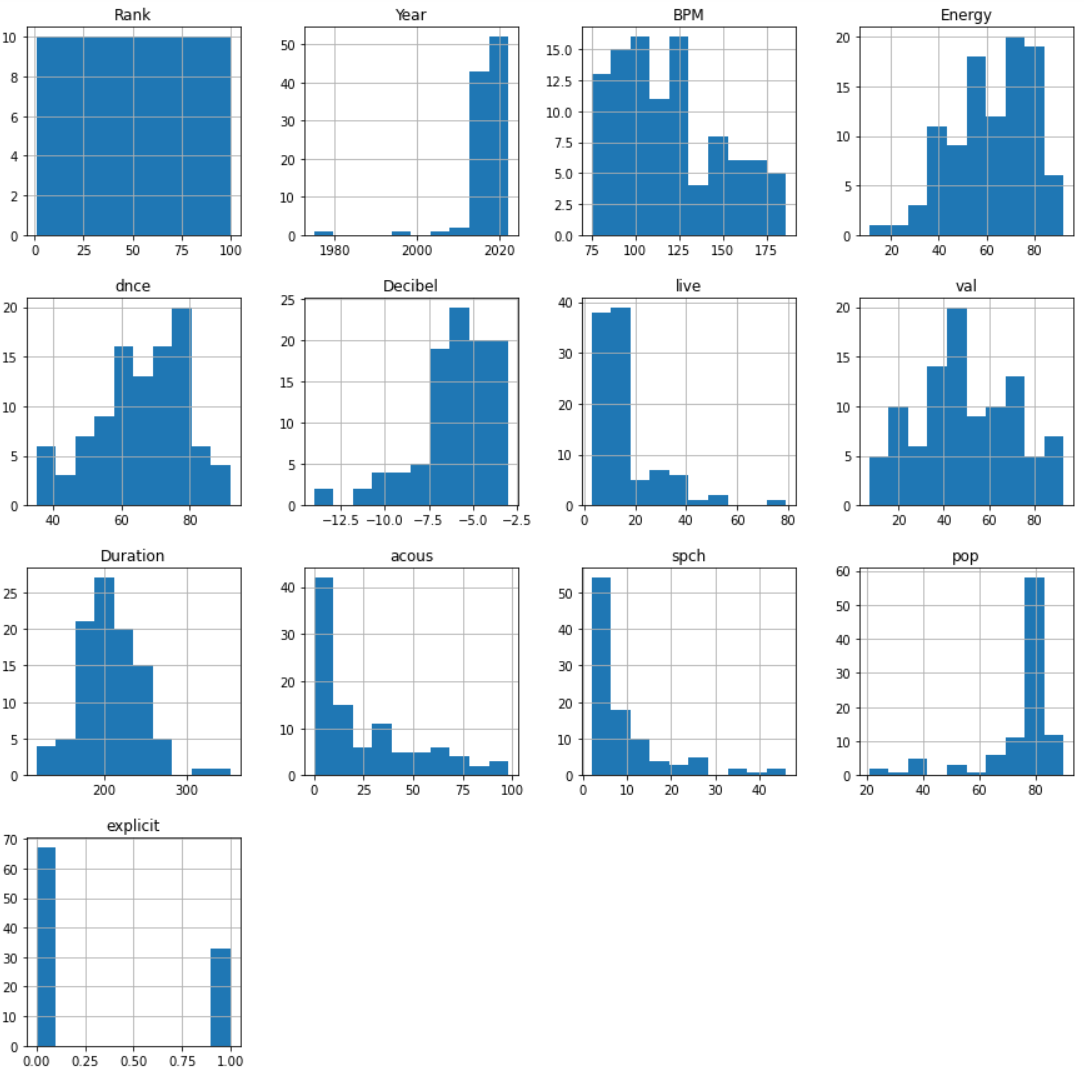 Rank Year BPM Energy
10 50 15.0 20
8 40 12.5 15
6 30 10.0 10
4 20 7.5 5
2 10 5.0 0
0 0 2.5
0.0
0 25 50 75 100 1980 2000 2020 75 100 125 150 175 20 40 60 80
dnce Decibel live val
20 25 40 20
15 20 30 15
10 15 20 10
5 10 10 5
0 5 0 0
0
40 60 80 −12.5 −10.0 −7.5 −5.0 −2.5 0 20 40 60 80 20 40 60 80
Duration acous spch pop
25 40 50 60
20 30 40 50
15 20 30 40
10 10 20 30
5 0 10 20
0 0 10
0
200 300 0 25 50 75 100 0 10 20 30 40 20 40 60 80
explicit
70
60
50
40
30
20
10
0
0.00 0.25 0.50 0.75 1.00